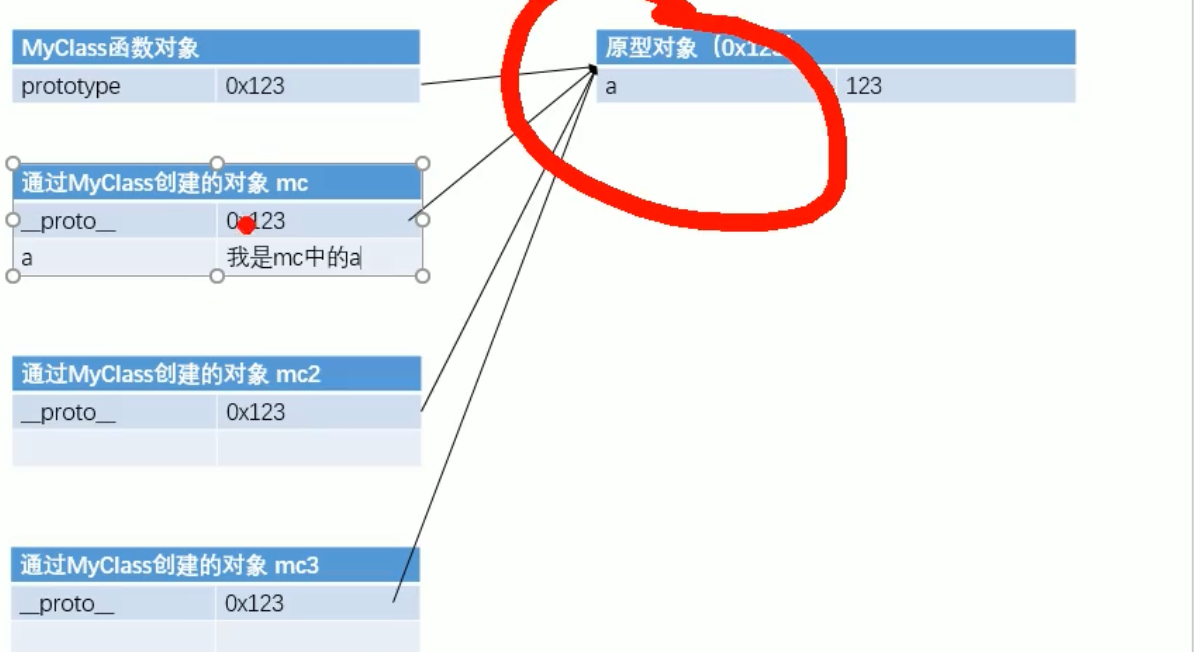 MyClass函数对象
prototype 0x123
原型对象（0x123）
a 123
通过MyClass创建的对象 mc
__proto__ 0x123
a 我是mc中的a
通过MyClass创建的对象 mc2
__proto__ 0x123
通过MyClass创建的对象 mc3
__proto__ 0x123